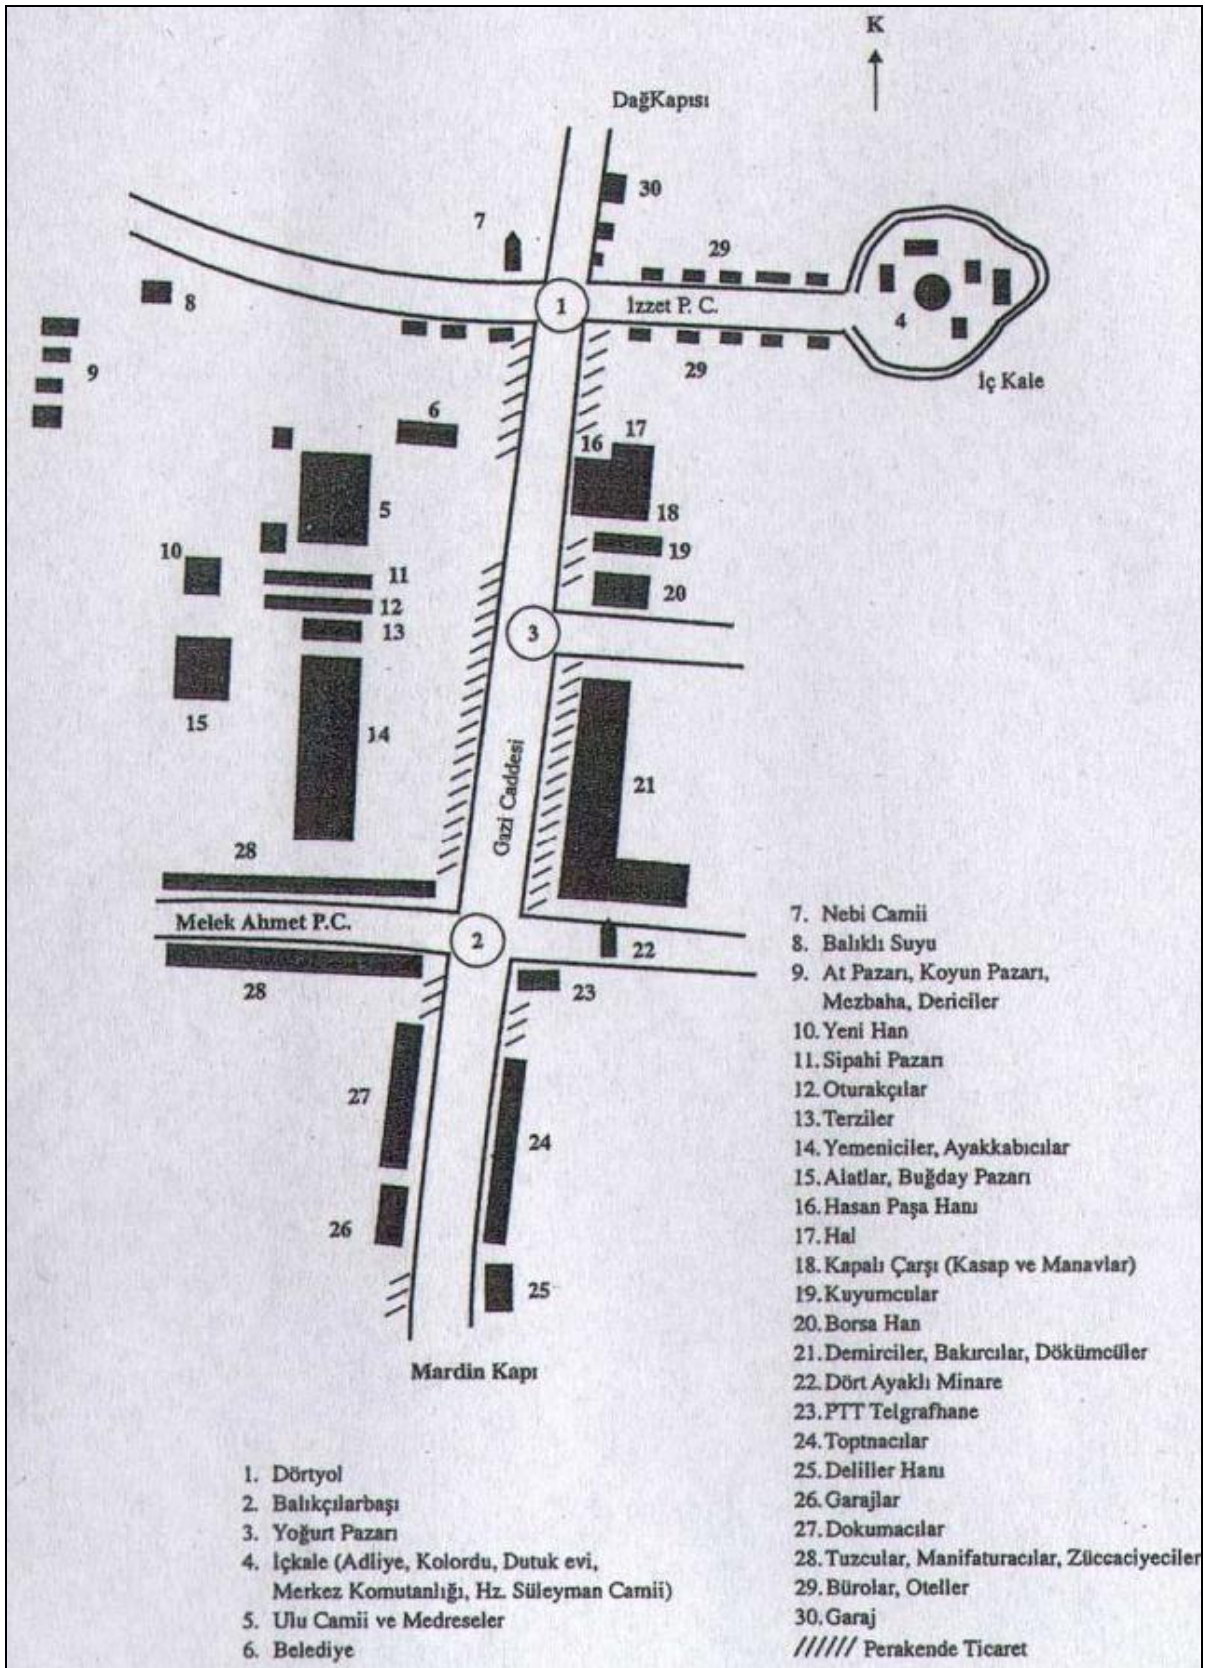 K
DağKapısı
30
7
29
8
1
İzzet P. C.
4
9
29
İç Kale
6
17
16
5
18
10
19
11
20
12
13
3
15
14
Gazi Caddesi
21
28
Melek Ahmet P.C.
2
22
28
23
27
24
26
25
Mardin Kapı
1. Dörtyol
2. Balıkçılarbaşı
3. Yoğurt Pazarı
4. İçkale (Adliye, Kolordu, Dutuk evi,
Merkez Komutanlığı, Hz. Süleyman Camii)
5. Ulu Camii ve Medreseler
6. Belediye
7. Nebi Camii
8. Balıklı Suyu
9. At Pazarı, Koyun Pazarı,
Mezbaha, Dericiler
10. Yeni Han
11. Sipahi Pazarı
12. Oturakçılar
13. Terziler
14. Yemeniciler, Ayakkabıcılar
15. Alatlar, Buğday Pazarı
16. Hasan Paşa Hanı
17. Hal
18. Kapalı Çarşı (Kasap ve Manavlar)
19. Kuyumcular
20. Borsa Han
21. Demirciler, Bakırcılar, Dökümcüler
22. Dört Ayaklı Minare
23. PTT Telgrafhane
24. Toptnacılar
25. Deliller Hanı
26. Garajlar
27. Dokumacılar
28. Tuzcular, Manifaturacılar, Züccaciyeciler
29. Bürolar, Oteller
30. Garaj
////// Perakende Ticaret